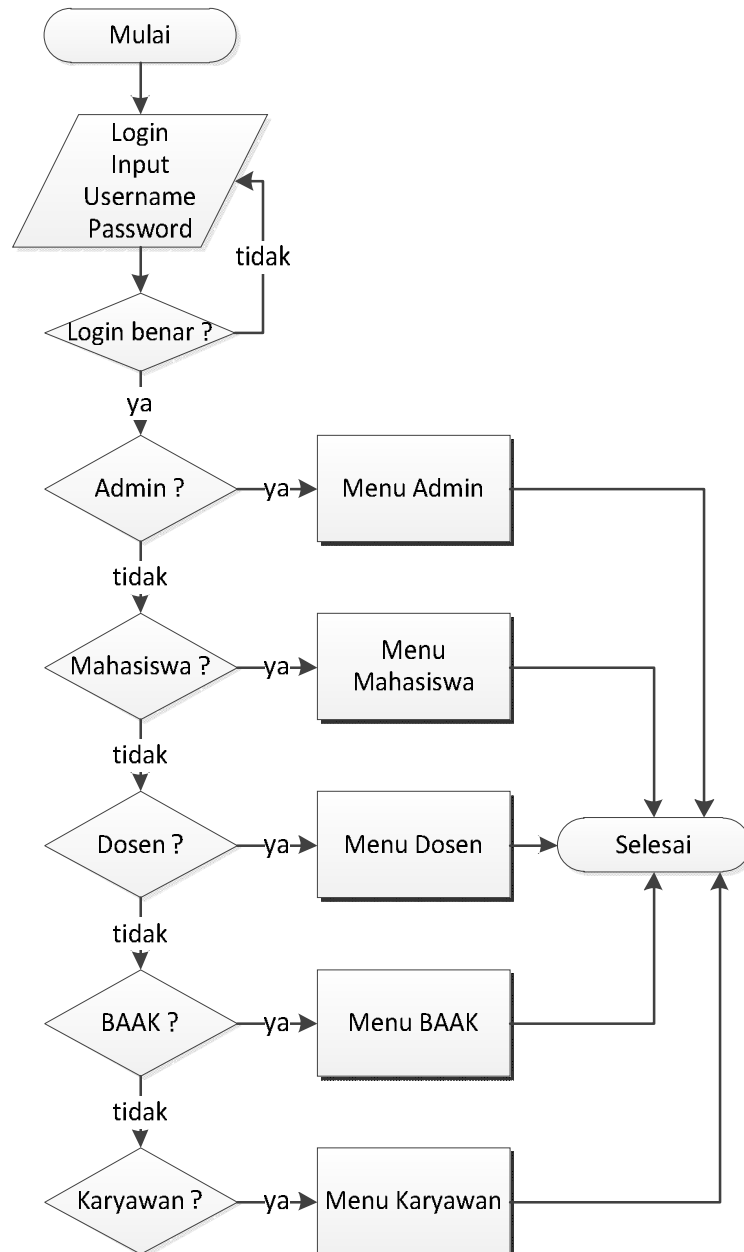 Mulai
Login
Input
Username
Password
tidak
Login benar ?
ya
Admin ?
ya
Menu Admin
tidak
Mahasiswa ?
ya
Menu
Mahasiswa
tidak
Dosen ?
ya
Menu Dosen
Selesai
tidak
BAAK ?
ya
Menu BAAK
tidak
Karyawan ?
ya
Menu Karyawan